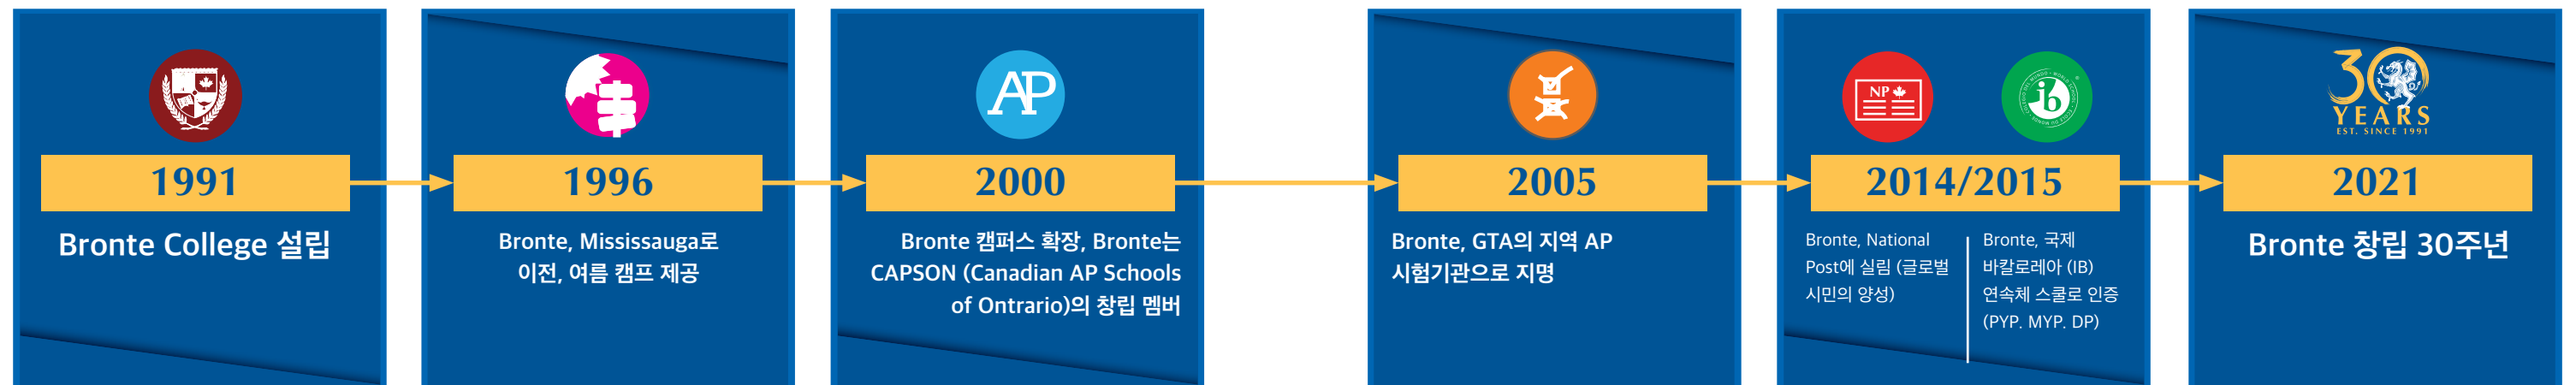 1991
Bronte College 설립
1996
Bronte, Mississauga로
이전, 여름 캠프 제공
AP
2000
Bronte 캠퍼스 확장, Bronte는
CAPSON (Canadian AP Schools
of Ontrario)의 창립 멤버
2005
Bronte, GTA의 지역 AP
시험기관으로 지명
NP
2014/2015
Bronte, National
Post에 실림 (글로벌
시민의 양성)
ib
Bronte, 국제
바칼로레아 (IB)
연속체 스쿨로 인증
(PYP. MYP. DP)
30
YEARS
EST. SINCE 1991
2021
Bronte 창립 30주년